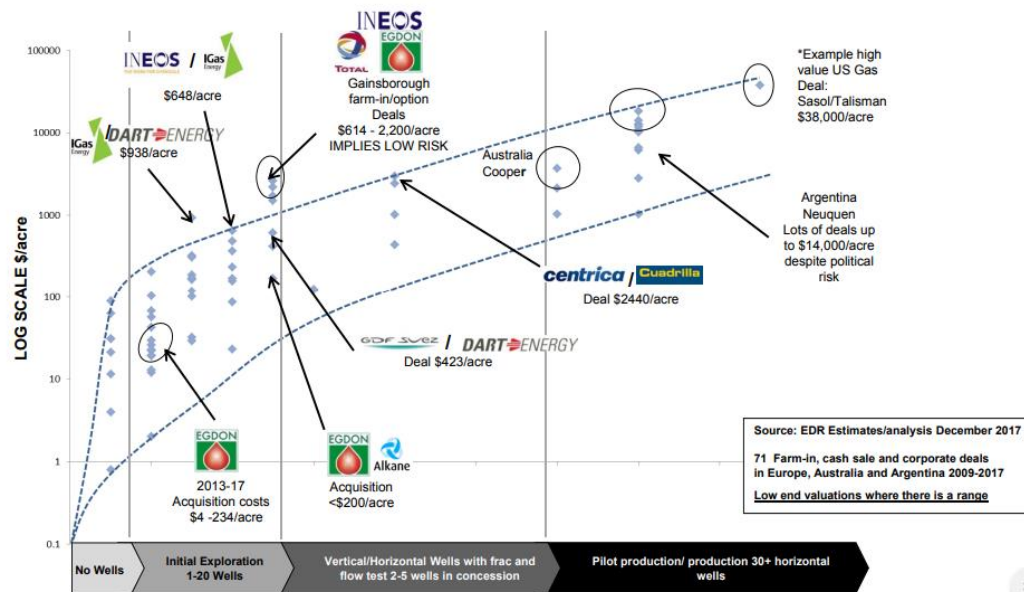 INEOS
TOTAL
EGDON
Gainsborough
farm-in/option
Deals
$614 - 2,200/acre
IMPLIES LOW RISK
INEOS / IGas
Energy
$648/acre
IGas
Energy
/DART ENERGY
$938/acre
*Example high
value US Gas
Deal:
Sasol/Talisman
$38,000/acre
Australia
Cooper
Argentina
Neuquen
Lots of deals up
to $14,000/acre
despite political
risk
centrica / Cuadrilla
Deal $2440/acre
GDF SUEZ / DART ENERGY
Deal $423/acre
EGDON
2013-17
Acquisition costs
$4 -234/acre
EGDON
Alkane
Acquisition
<$200/acre
LOG SCALE $/acre
100000
10000
1000
100
10
1
0.1
Source: EDR Estimates/analysis December 2017
71 Farm-in, cash sale and corporate deals
in Europe, Australia and Argentina 2009-2017
Low end valuations where there is a range
No Wells
Initial Exploration
1-20 Wells
Vertical/Horizontal Wells with frac and
flow test 2-5 wells in concession
Pilot production/ production 30+ horizontal
wells